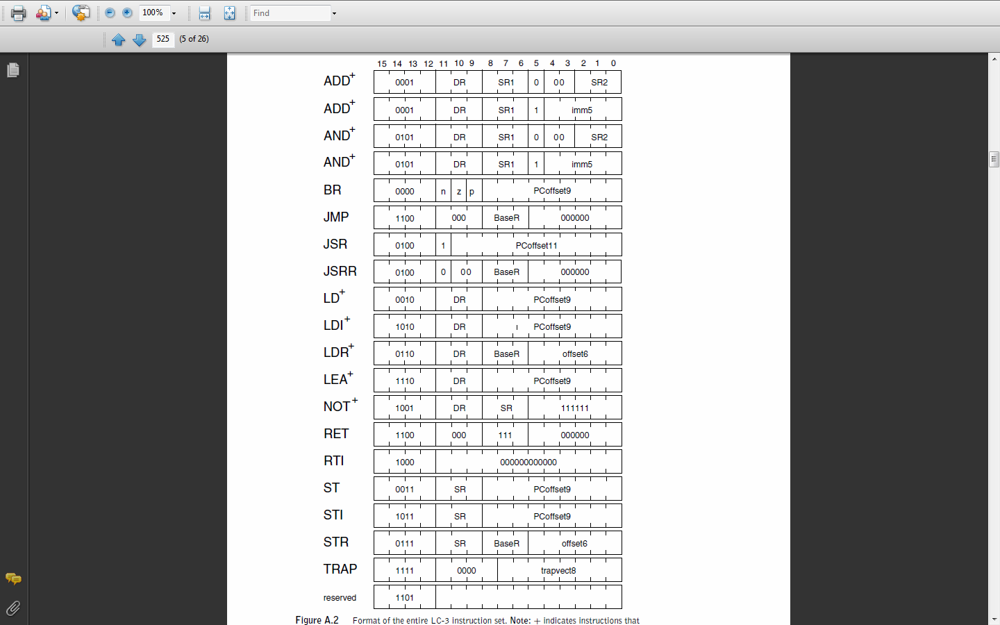 100%
Find
525 (5 of 26)
15 14 13 12 11 10 9 8 7 6 5 4 3 2 1 0
ADD+ 0001 DR SR1 0 00 SR2
ADD+ 0001 DR SR1 1 imm5
AND+ 0101 DR SR1 0 00 SR2
AND+ 0101 DR SR1 1 imm5
BR 0000 n z p PCoffset9
JMP 1100 000 BaseR 000000
JSR 0100 1 PCoffset11
JSRR 0100 0 00 BaseR 000000
LD+ 0010 DR PCoffset9
LDI+ 1010 DR PCoffset9
LDR+ 0110 DR BaseR offset6
LEA+ 1110 DR PCoffset9
NOT+ 1001 DR SR 111111
RET 1100 000 111 000000
RTI 1000 000000000000
ST 0011 SR PCoffset9
STI 1011 SR PCoffset9
STR 0111 SR BaseR offset6
TRAP 1111 0000 trapvect8
reserved 1101
Figure A.2 Format of the entire LC-3 instruction set. Note: + indicates instructions that